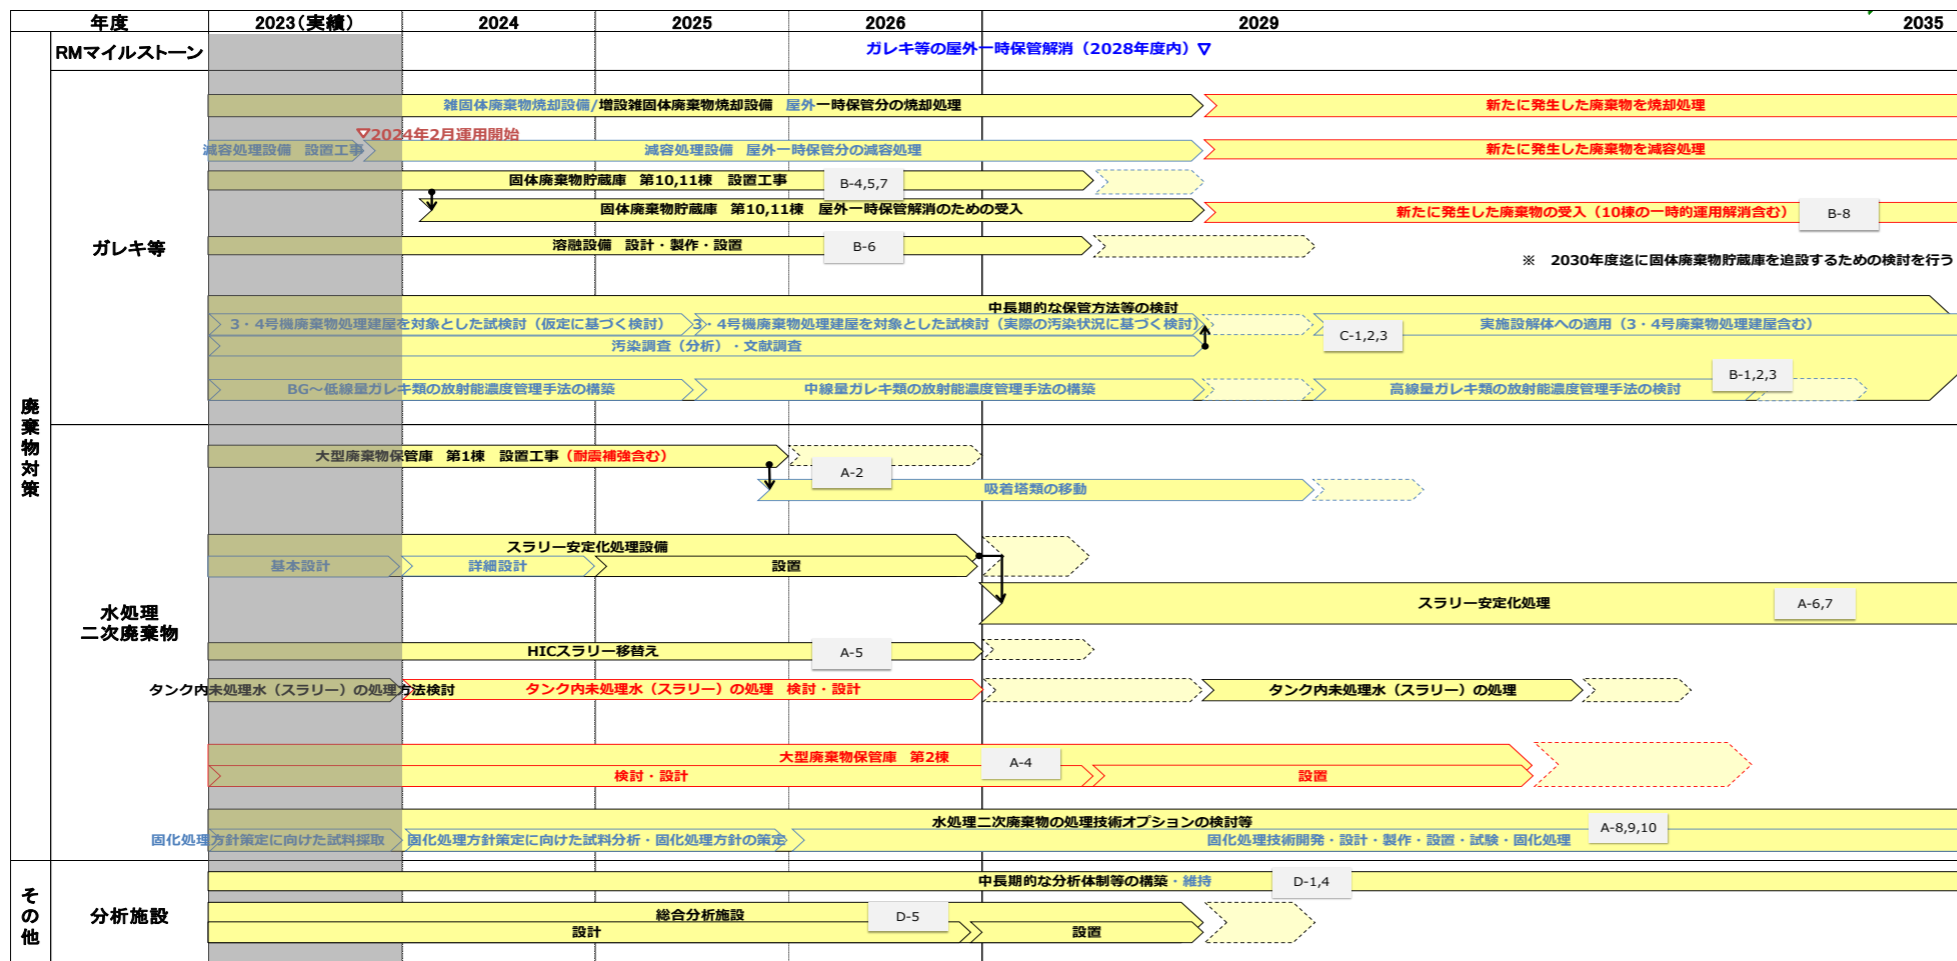 年度 2023(実績) 2024 2025 2026 2029 2035
RMマイルストーン
ガレキ等の屋外一時保管解消（2028年度内）▽
廃棄物対策
ガレキ等
雑固体廃棄物焼却設備/増設雑固体廃棄物焼却設備 屋外一時保管分の焼却処理
新たに発生した廃棄物を焼却処理
▽2024年2月運用開始
減容処理設備 設置工事
減容処理設備 屋外一時保管分の減容処理
新たに発生した廃棄物を減容処理
固体廃棄物貯蔵庫 第10,11棟 設置工事
B-4,5,7
固体廃棄物貯蔵庫 第10,11棟 屋外一時保管解消のための受入
新たに発生した廃棄物の受入（10棟の一時的運用解消含む）
B-8
溶融設備 設計・製作・設置
B-6
※ 2030年度迄に固体廃棄物貯蔵庫を追設するための検討を行う
中長期的な保管方法等の検討
3・4号機廃棄物処理建屋を対象とした試検討（仮定に基づく検討）
3・4号機廃棄物処理建屋を対象とした試検討（実際の汚染状況に基づく検討）
実施設解体への適用（3・4号廃棄物処理建屋含む）
汚染調査（分析）・文献調査
C-1,2,3
BG～低線量ガレキ類の放射能濃度管理手法の構築
中線量ガレキ類の放射能濃度管理手法の構築
高線量ガレキ類の放射能濃度管理手法の検討
B-1,2,3
水処理
二次廃棄物
大型廃棄物保管庫 第1棟 設置工事（耐震補強含む）
A-2
吸着塔類の移動
スラリー安定化処理設備
基本設計
詳細設計
設置
スラリー安定化処理
A-6,7
HICスラリー移替え
A-5
タンク内未処理水（スラリー）の処理方法検討
タンク内未処理水（スラリー）の処理 検討・設計
タンク内未処理水（スラリー）の処理
大型廃棄物保管庫 第2棟
A-4
検討・設計
設置
水処理二次廃棄物の処理技術オプションの検討等
A-8,9,10
固化処理方針策定に向けた試料採取
固化処理方針策定に向けた試料分析・固化処理方針の策定
固化処理技術開発・設計・製作・設置・試験・固化処理
その他
分析施設
中長期的な分析体制等の構築・維持
D-1,4
総合分析施設
D-5
設計
設置